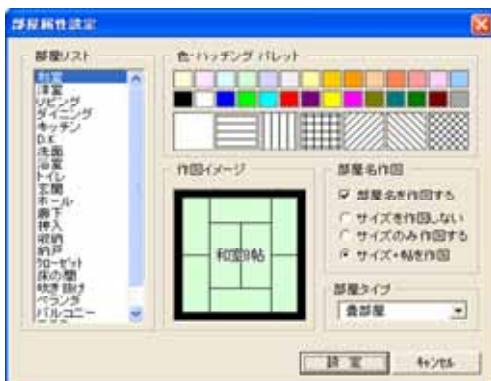 部屋属性設定
部屋リスト
和室
洋室
リビング
ダイニング
キッチン
D.K
洗面
浴室
トイレ
玄関
ホール
廊下
押入
収納
納戸
クローゼット
床の間
吹き抜け
ベランダ
バルコニー
色・ハッチング パレット
作図イメージ
和室8帖
部屋名作図
部屋名を作図する
サイズを作図しない
サイズのみ作図する
サイズ+帖を作図
部屋タイプ
畳部屋
設定
キャンセル